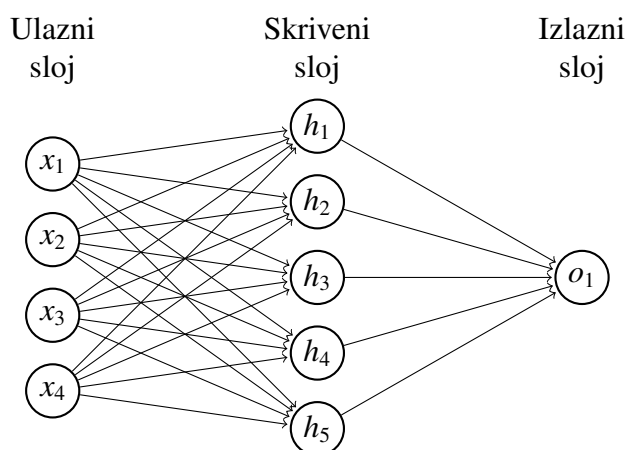 Ulazni
sloj
Skriveni
sloj
Izlazni
sloj
x1
x2
x3
x4
h1
h2
h3
h4
h5
o1